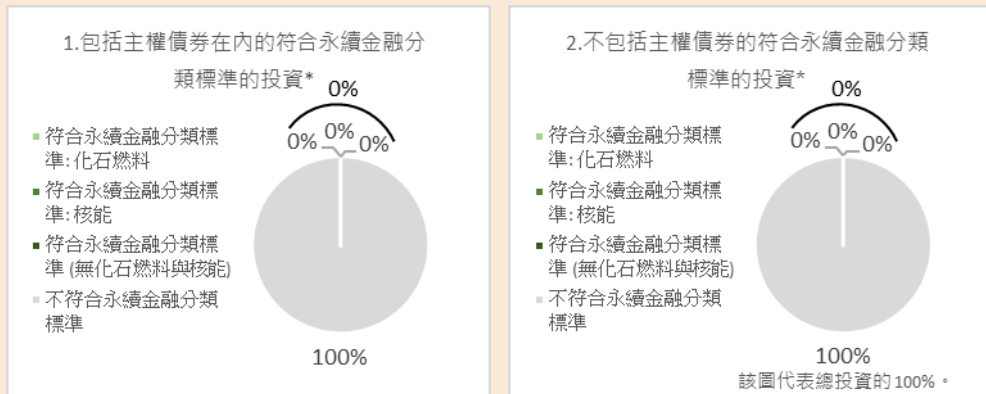 1.包括主權債券在內的符合永續金融分
類標準的投資*
0%
0%
0%
0%
符合永續金融分類標
準: 化石燃料
符合永續金融分類標
準: 核能
符合永續金融分類標
準 (無化石燃料與核能)
不符合永續金融分類
標準
100%
2.不包括主權債券的符合永續金融分類
標準的投資*
0%
0%
0%
0%
符合永續金融分類標
準: 化石燃料
符合永續金融分類標
準: 核能
符合永續金融分類標
準 (無化石燃料與核能)
不符合永續金融分類
標準
100%
該圖代表總投資的 100%。